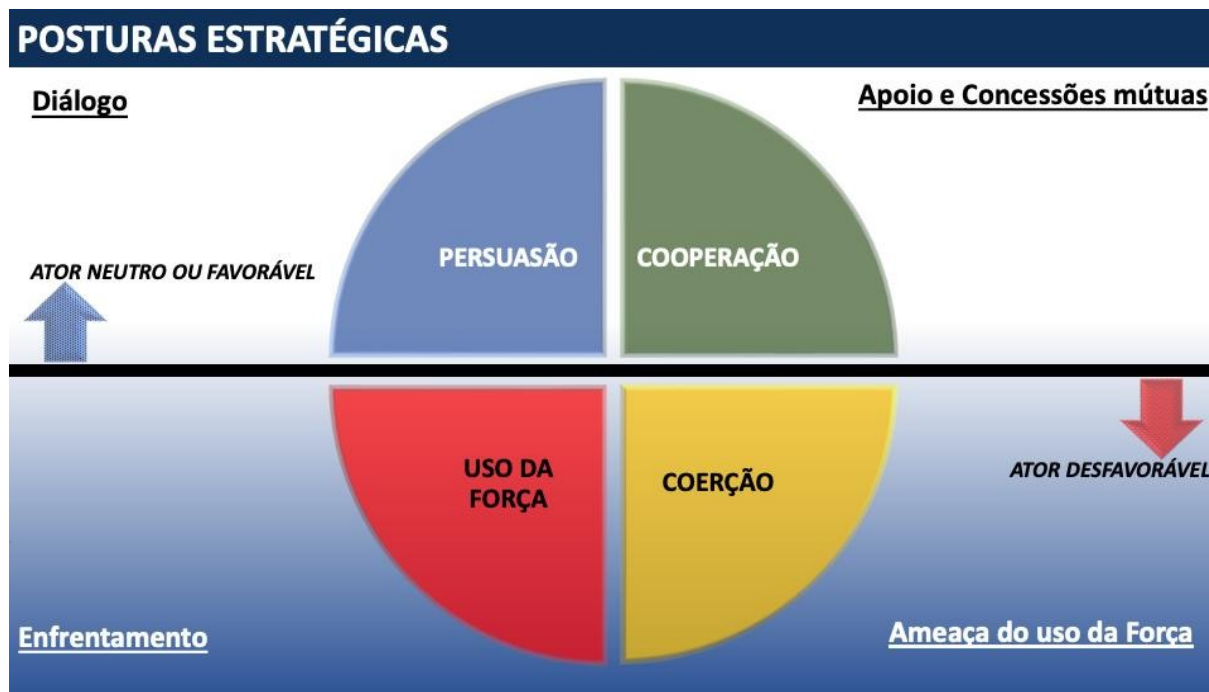 POSTURAS ESTRATÉGICAS
Diálogo
Apoio e Concessões mútuas
PERSUASÃO
COOPERAÇÃO
ATOR NEUTRO OU FAVORÁVEL
USO DA
FORÇA
COERÇÃO
ATOR DESFAVORÁVEL
Enfrentamento
Ameaça do uso da Força